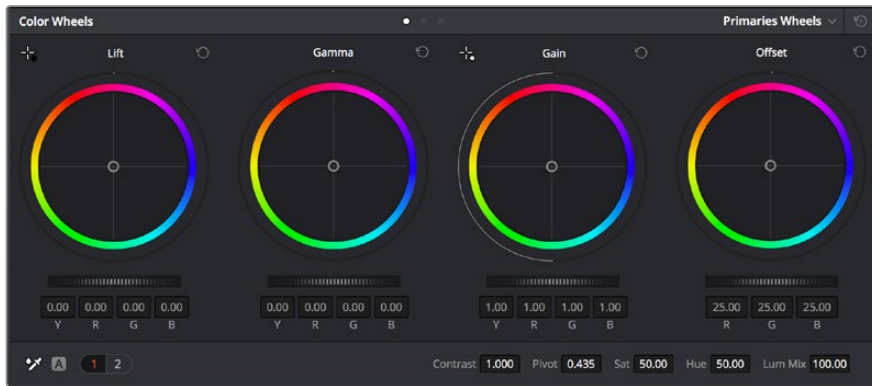 Color Wheels Primaries Wheels
Lift Gamma Gain Offset
0.00 0.00 0.00 0.00 0.00 0.00 0.00 0.00 1.00 1.00 1.00 1.00 25.00 25.00 25.00
Y R G B Y R G B Y R G B R G B
A 1 2 Contrast 1.000 Pivot 0.435 Sat 50.00 Hue 50.00 Lum Mix 100.00